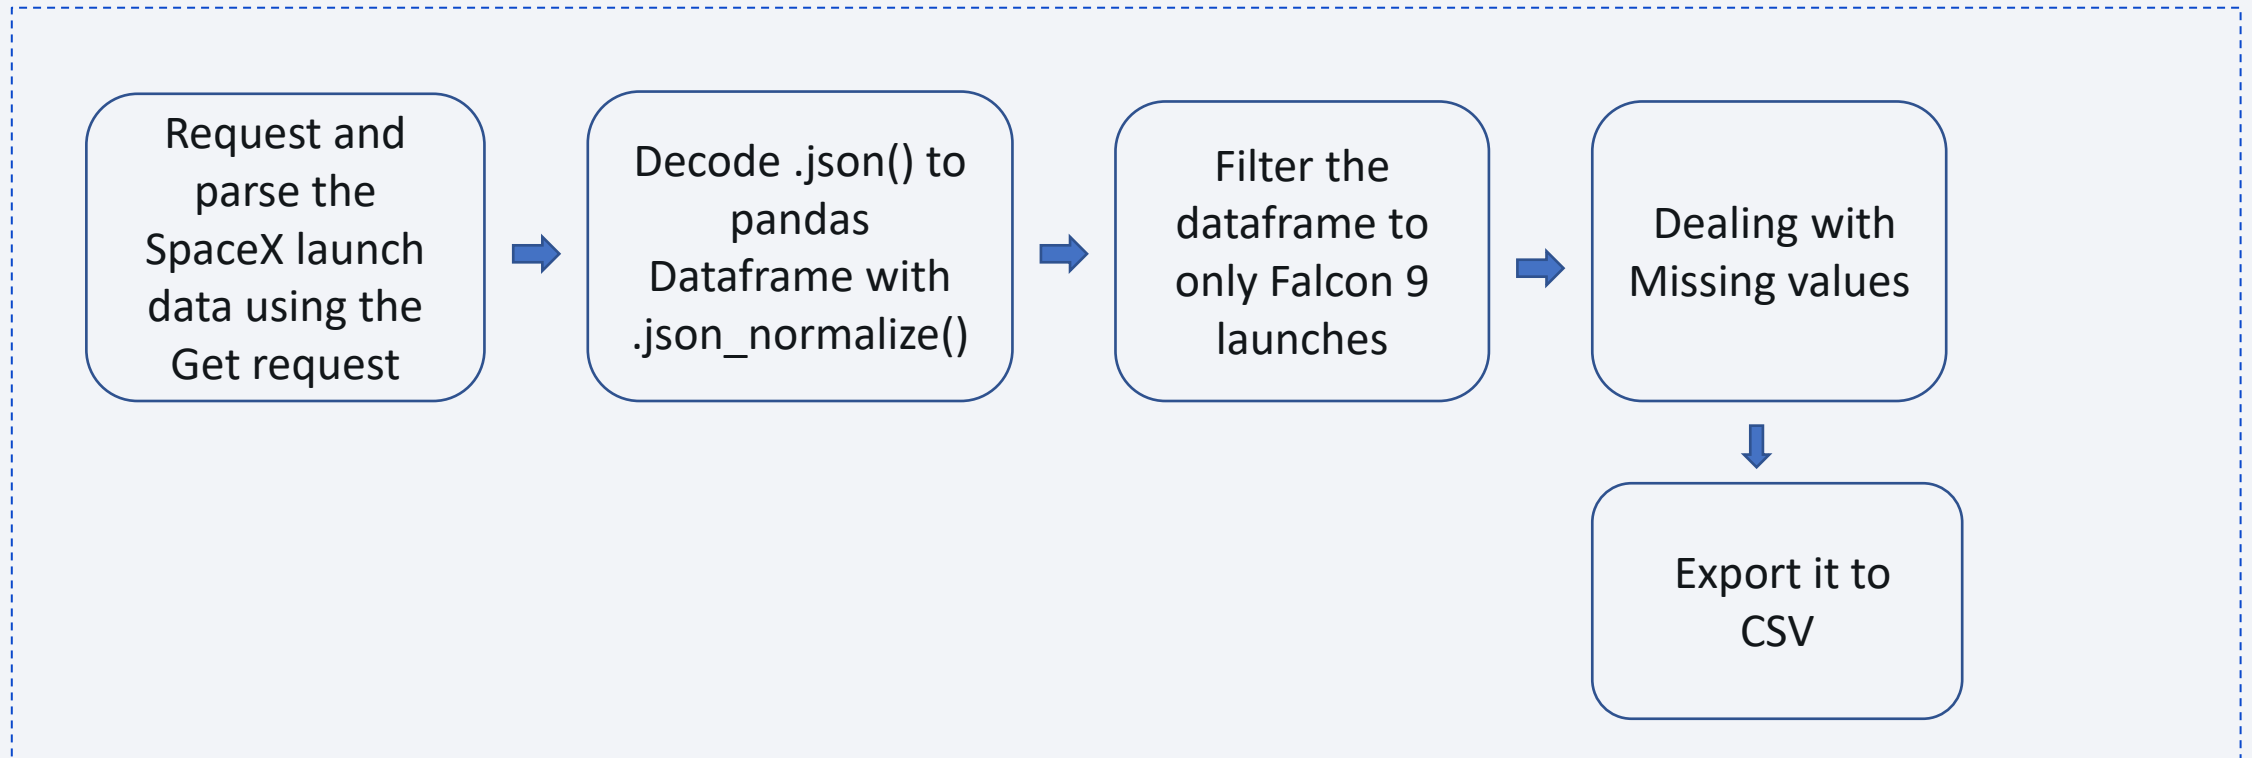 Request and
parse the
SpaceX launch
data using the
Get request
Decode .json() to
pandas
Dataframe with
.json_normalize()
Filter the
dataframe to
only Falcon 9
launches
Dealing with
Missing values
Export it to
CSV